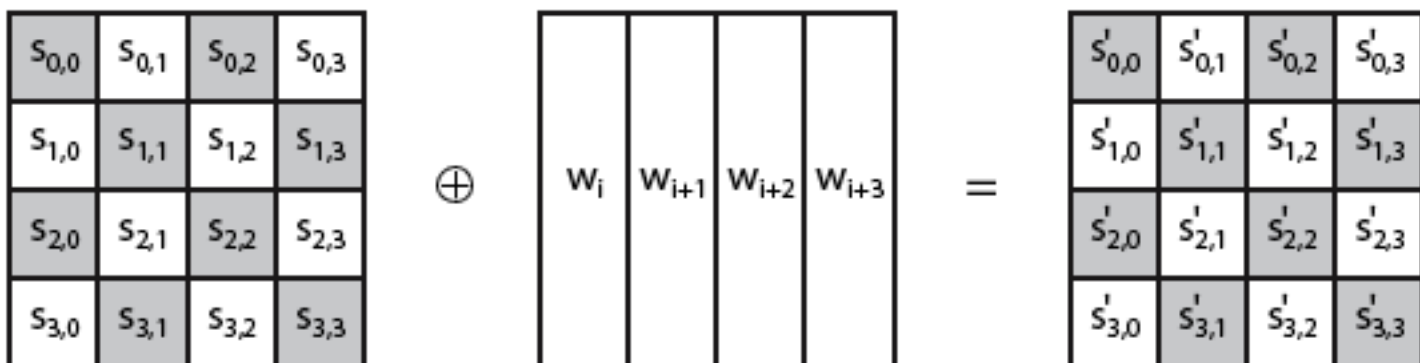 s0,0 s0,1 s0,2 s0,3 s'0,0 s'0,1 s'0,2 s'0,3
s1,0 s1,1 s1,2 s1,3 s'1,0 s'1,1 s'1,2 s'1,3
⊕ wi wi+1 wi+2 wi+3 =
s2,0 s2,1 s2,2 s2,3 s'2,0 s'2,1 s'2,2 s'2,3
s3,0 s3,1 s3,2 s3,3 s'3,0 s'3,1 s'3,2 s'3,3